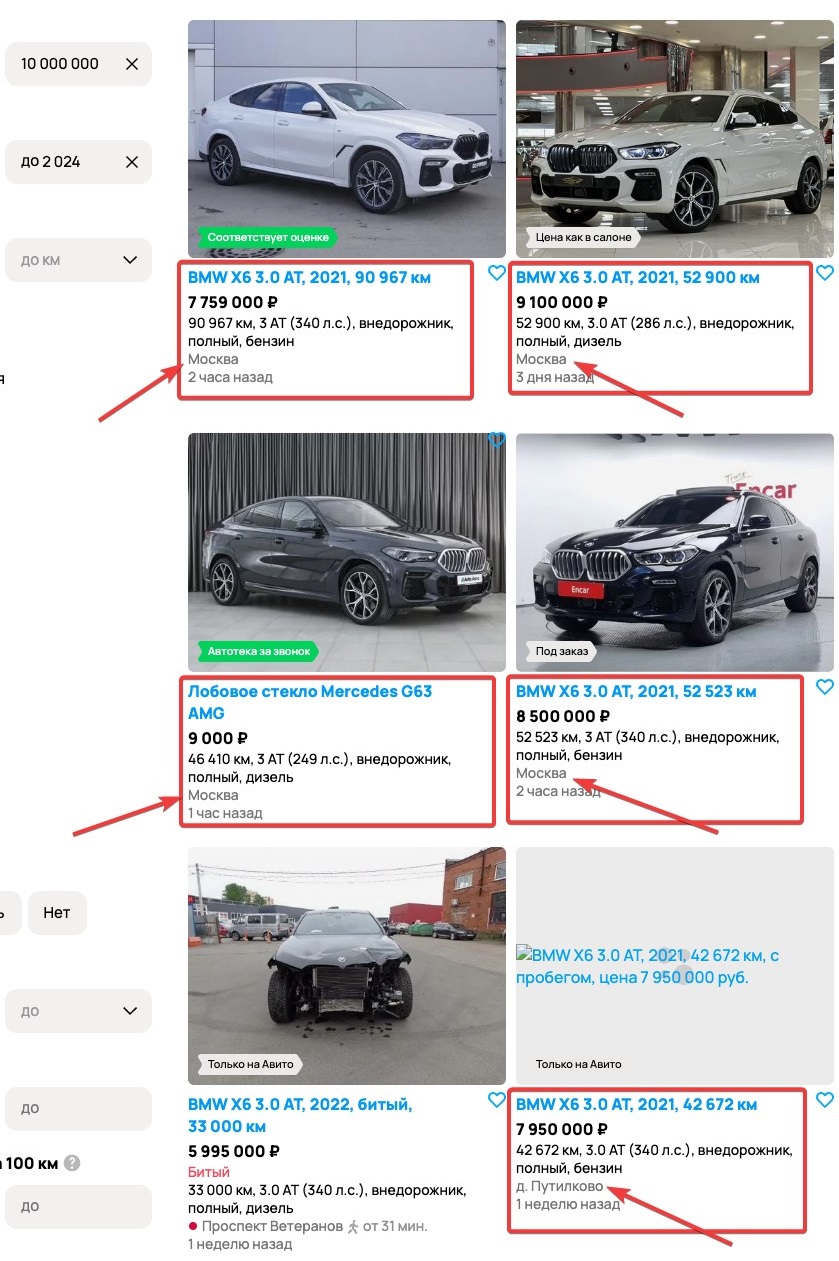 10 000 000
до 2 024
до км
я
ь
Нет
до
до
а 100 км
?
до
Соответствует оценке
BMW X6 3.0 AT, 2021, 90 967 км
7 759 000 ₽
90 967 км, 3 AT (340 л.с.), внедорожник,
полный, бензин
Москва
2 часа назад
Цена как в салоне
BMW X6 3.0 AT, 2021, 52 900 км
9 100 000 ₽
52 900 км, 3.0 AT (286 л.с.), внедорожник,
полный, дизель
Москва
3 дня назад
Автотека за звонок
Лобовое стекло Mercedes G63
AMG
9 000 ₽
46 410 км, 3 AT (249 л.с.), внедорожник,
полный, дизель
Москва
1 час назад
True
Encar
Encar
Под заказ
BMW X6 3.0 AT, 2021, 52 523 км
8 500 000 ₽
52 523 км, 3 AT (340 л.с.), внедорожник,
полный, бензин
Москва
2 часа назад
Только на Авито
BMW X6 3.0 AT, 2022, битый,
33 000 км
5 995 000 ₽
Битый
33 000 км, 3.0 AT (340 л.с.), внедорожник,
полный, дизель
Проспект Ветеранов от 31 мин.
1 неделю назад
BMW X6 3.0 AT, 2021, 42 672 км, с
пробегом, цена 7 950 000 руб.
Только на Авито
BMW X6 3.0 AT, 2021, 42 672 км
7 950 000 ₽
42 672 км, 3.0 AT (340 л.с.), внедорожник,
полный, бензин
д. Путилково
1 неделю назад